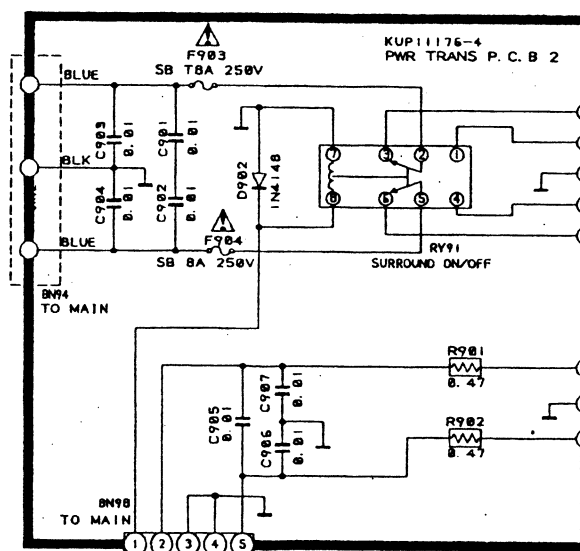 KUP11176-4
PWR TRANS P.C.B 2
F903
SB T8A 250V
BLUE
C903
0.01
C901
0.01
D902
1N4148
7
3
2
1
BLK
C904
0.01
C902
0.01
8
6
5
4
BLUE
F904
SB 8A 250V
RY91
SURROUND ON/OFF
BN94
TO MAIN
R901
0.47
C905
0.01
C907
0.01
C906
0.01
R902
0.47
BN98
TO MAIN
1
2
3
4
5